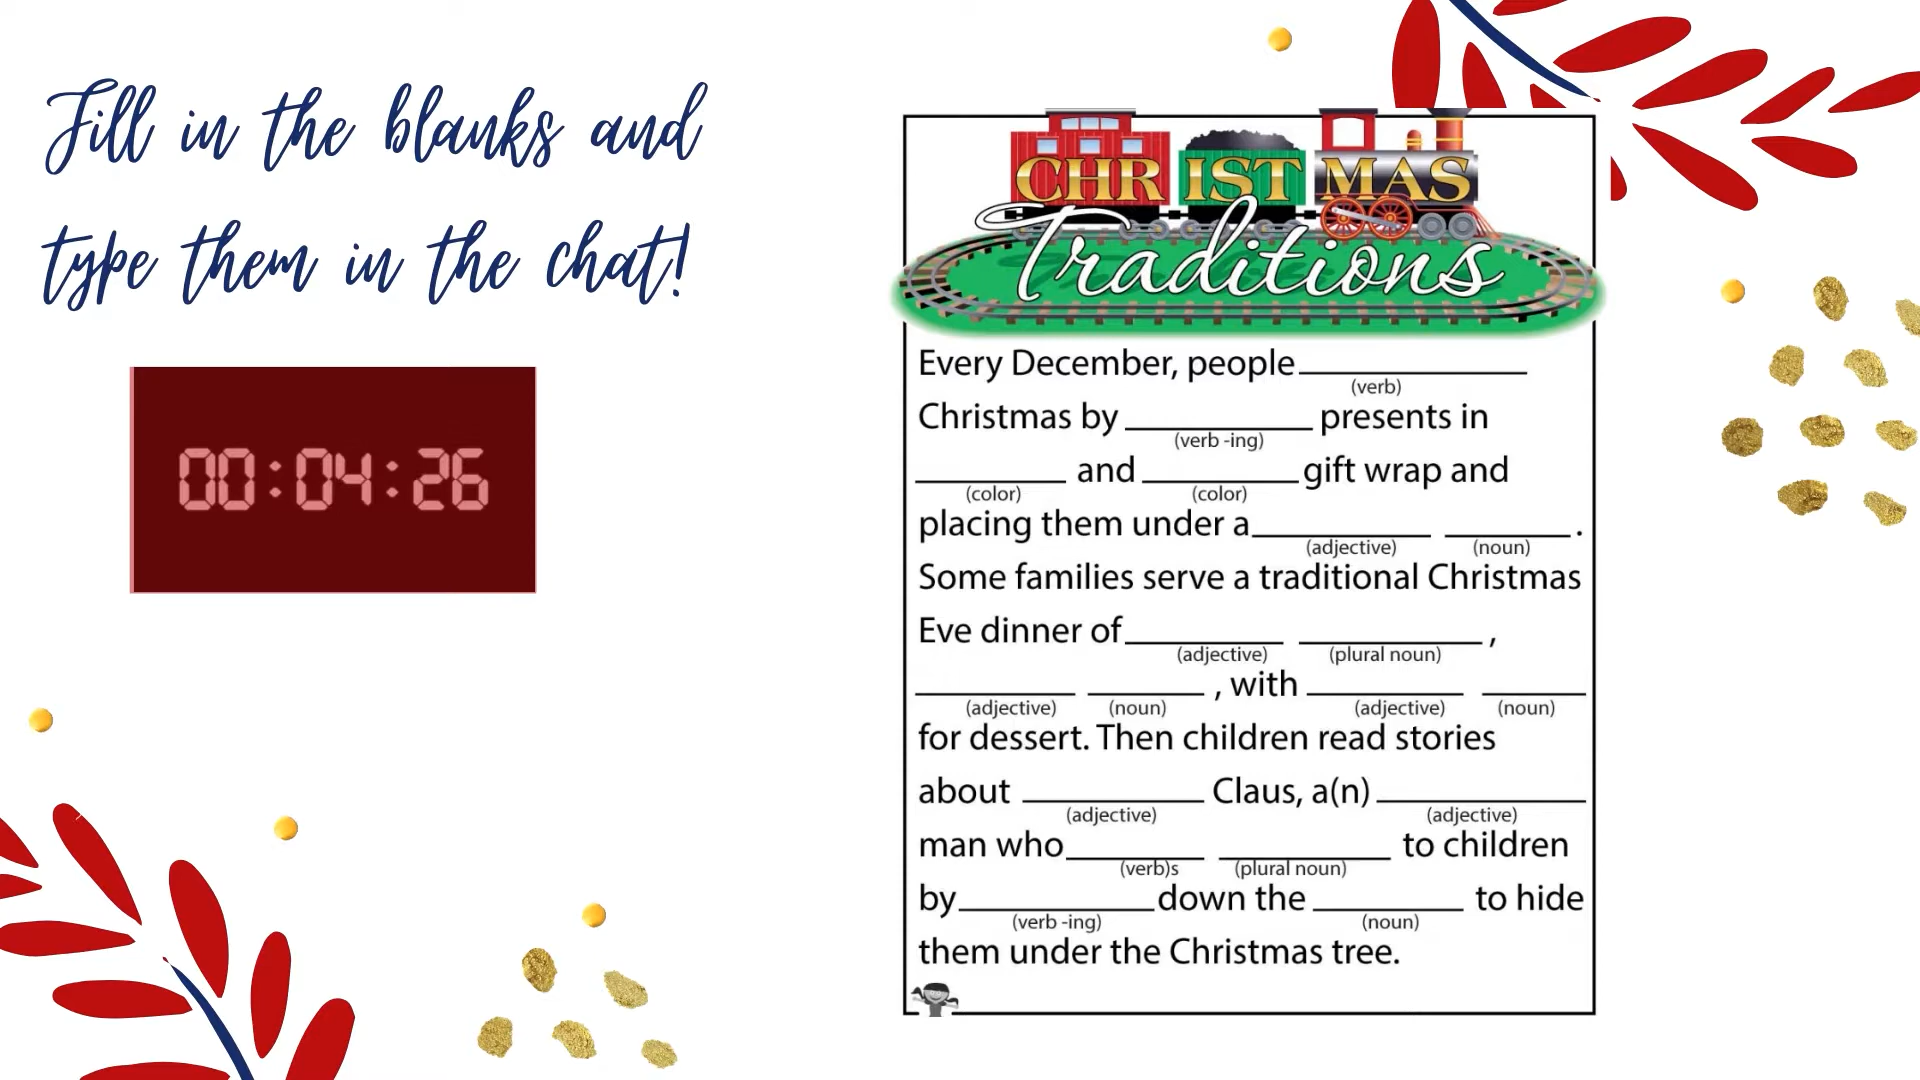 Fill in the blanks and
type them in the chat!
00:04:26
CHRISTMAS
Traditions
Every December, people
(verb)
Christmas by presents in
(verb -ing)
and gift wrap and
(color) (color)
placing them under a .
(adjective) (noun)
Some families serve a traditional Christmas
Eve dinner of ,
(adjective) (plural noun)
, with
(adjective) (noun) (adjective) (noun)
for dessert. Then children read stories
about Claus, a(n)
(adjective) (adjective)
man who to children
(verb)s (plural noun)
by down the to hide
(verb -ing) (noun)
them under the Christmas tree.